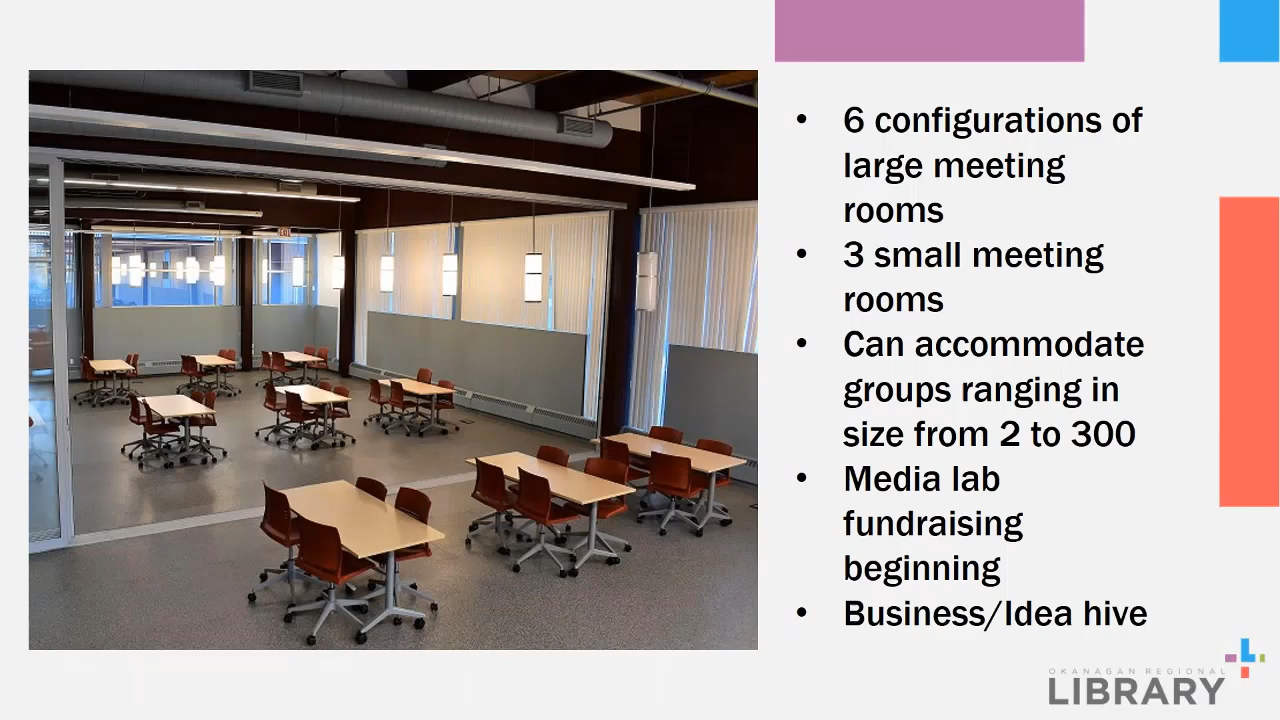 • 6 configurations of
large meeting
rooms
• 3 small meeting
rooms
• Can accommodate
groups ranging in
size from 2 to 300
• Media lab
fundraising
beginning
• Business/Idea hive
EXIT
OKANAGAN REGIONAL
LIBRARY